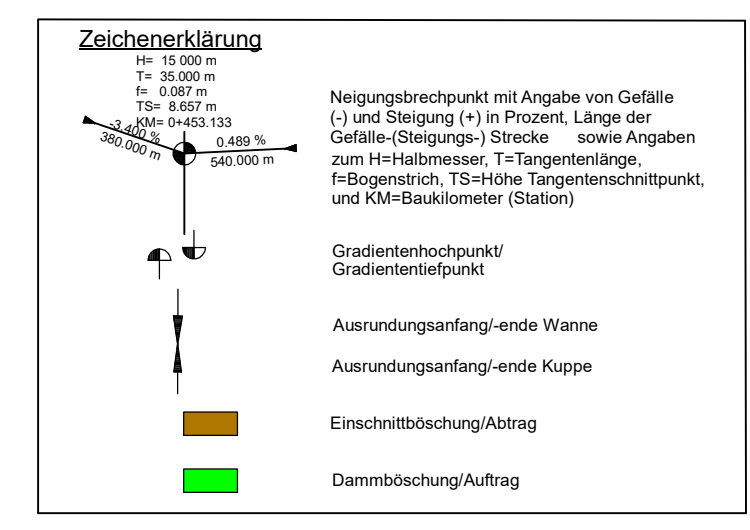 Zeichenerklärung
H= 15 000 m
T= 35.000 m
f= 0.087 m
TS= 8.657 m
KM= 0+453.133
-3.400 %
380.000 m
0.489 %
540.000 m
Neigungsbrechpunkt mit Angabe von Gefälle
(-) und Steigung (+) in Prozent, Länge der
Gefälle-(Steigungs-) Strecke sowie Angaben
zum H=Halbmesser, T=Tangentenlänge,
f=Bogenstrich, TS=Höhe Tangentenschnittpunkt,
und KM=Baukilometer (Station)
Gradientenhochpunkt/
Gradiententiefpunkt
Ausrundungsanfang/-ende Wanne
Ausrundungsanfang/-ende Kuppe
Einschnittböschung/Abtrag
Dammböschung/Auftrag